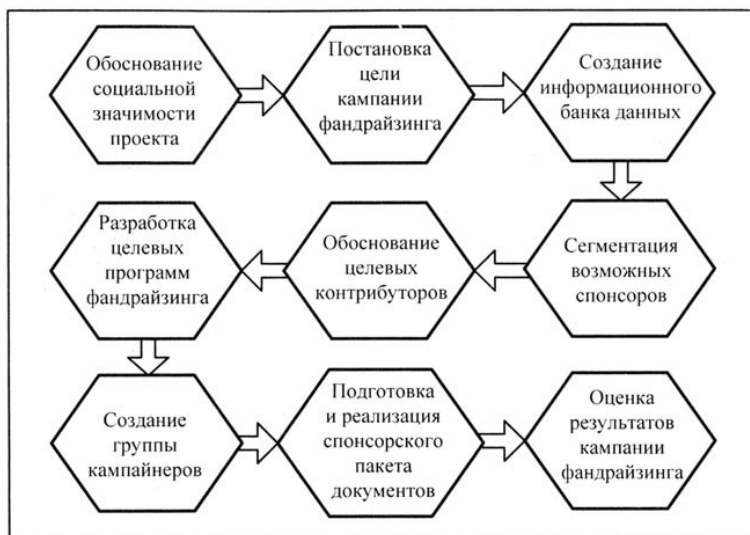 Обоснование
социальной
значимости
проекта
Постановка
цели
кампании
фандрайзинга
Создание
информационного
банка данных
Сегментация
возможных
спонсоров
Обоснование
целевых
контрибуторов
Разработка
целевых
программ
фандрайзинга
Создание
группы
кампайнеров
Подготовка
и реализация
спонсорского
пакета
документов
Оценка
результатов
кампании
фандрайзинга